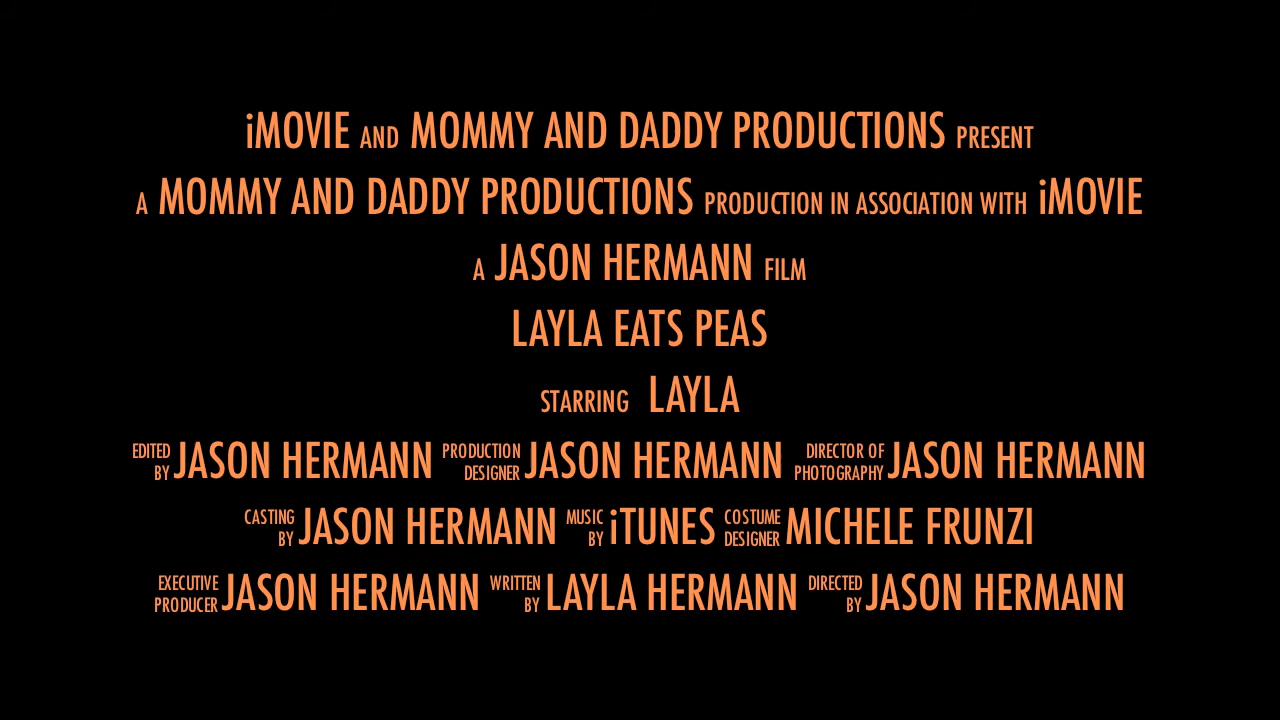 iMOVIE AND MOMMY AND DADDY PRODUCTIONS PRESENT
A MOMMY AND DADDY PRODUCTIONS PRODUCTION IN ASSOCIATION WITH iMOVIE
A JASON HERMANN FILM
LAYLA EATS PEAS
STARRING LAYLA
EDITED BY JASON HERMANN PRODUCTION DESIGNER JASON HERMANN DIRECTOR OF PHOTOGRAPHY JASON HERMANN
CASTING BY JASON HERMANN MUSIC BY iTUNES COSTUME DESIGNER MICHELE FRUNZI
EXECUTIVE PRODUCER JASON HERMANN WRITTEN BY LAYLA HERMANN DIRECTED BY JASON HERMANN